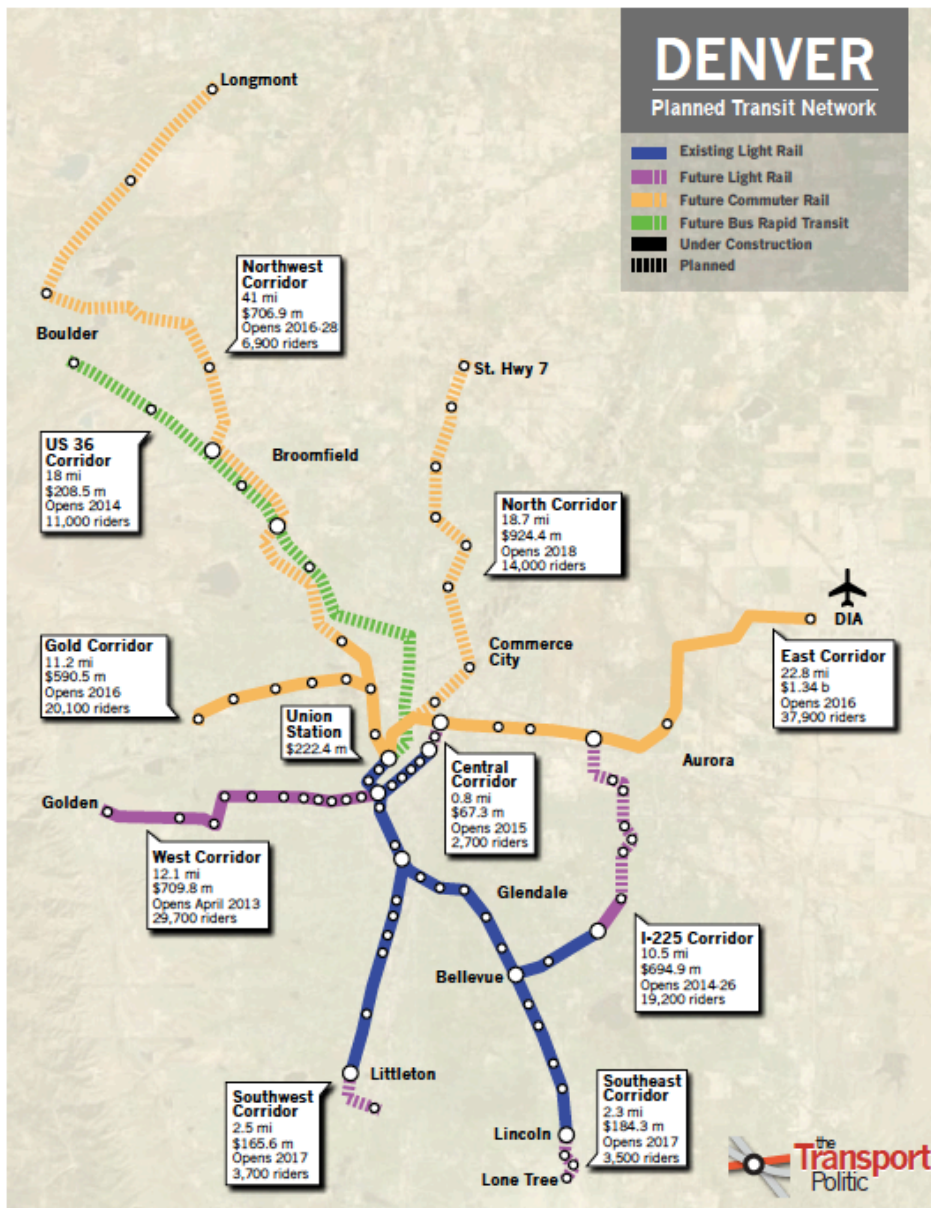 DENVER
Planned Transit Network
Existing Light Rail
Future Light Rail
Future Commuter Rail
Future Bus Rapid Transit
Under Construction
Planned
Longmont
Northwest
Corridor
41 mi
$706.9 m
Opens 2016-28
6,900 riders
Boulder
St. Hwy 7
US 36
Corridor
18 mi
$208.5 m
Opens 2014
11,000 riders
Broomfield
North Corridor
18.7 mi
$924.4 m
Opens 2018
14,000 riders
DIA
Commerce
City
Gold Corridor
11.2 mi
$590.5 m
Opens 2016
20,100 riders
East Corridor
22.8 mi
$1.34 b
Opens 2016
37,900 riders
Union
Station
$222.4 m
Aurora
Central
Corridor
0.8 mi
$67.3 m
Opens 2015
2,700 riders
Golden
West Corridor
12.1 mi
$709.8 m
Opens April 2013
29,700 riders
Glendale
I-225 Corridor
10.5 mi
$694.9 m
Opens 2014-26
19,200 riders
Bellevue
Littleton
Southwest
Corridor
2.5 mi
$165.6 m
Opens 2017
3,700 riders
Southeast
Corridor
2.3 mi
$184.3 m
Opens 2017
3,500 riders
Lincoln
Lone Tree
the
Transport
Politic